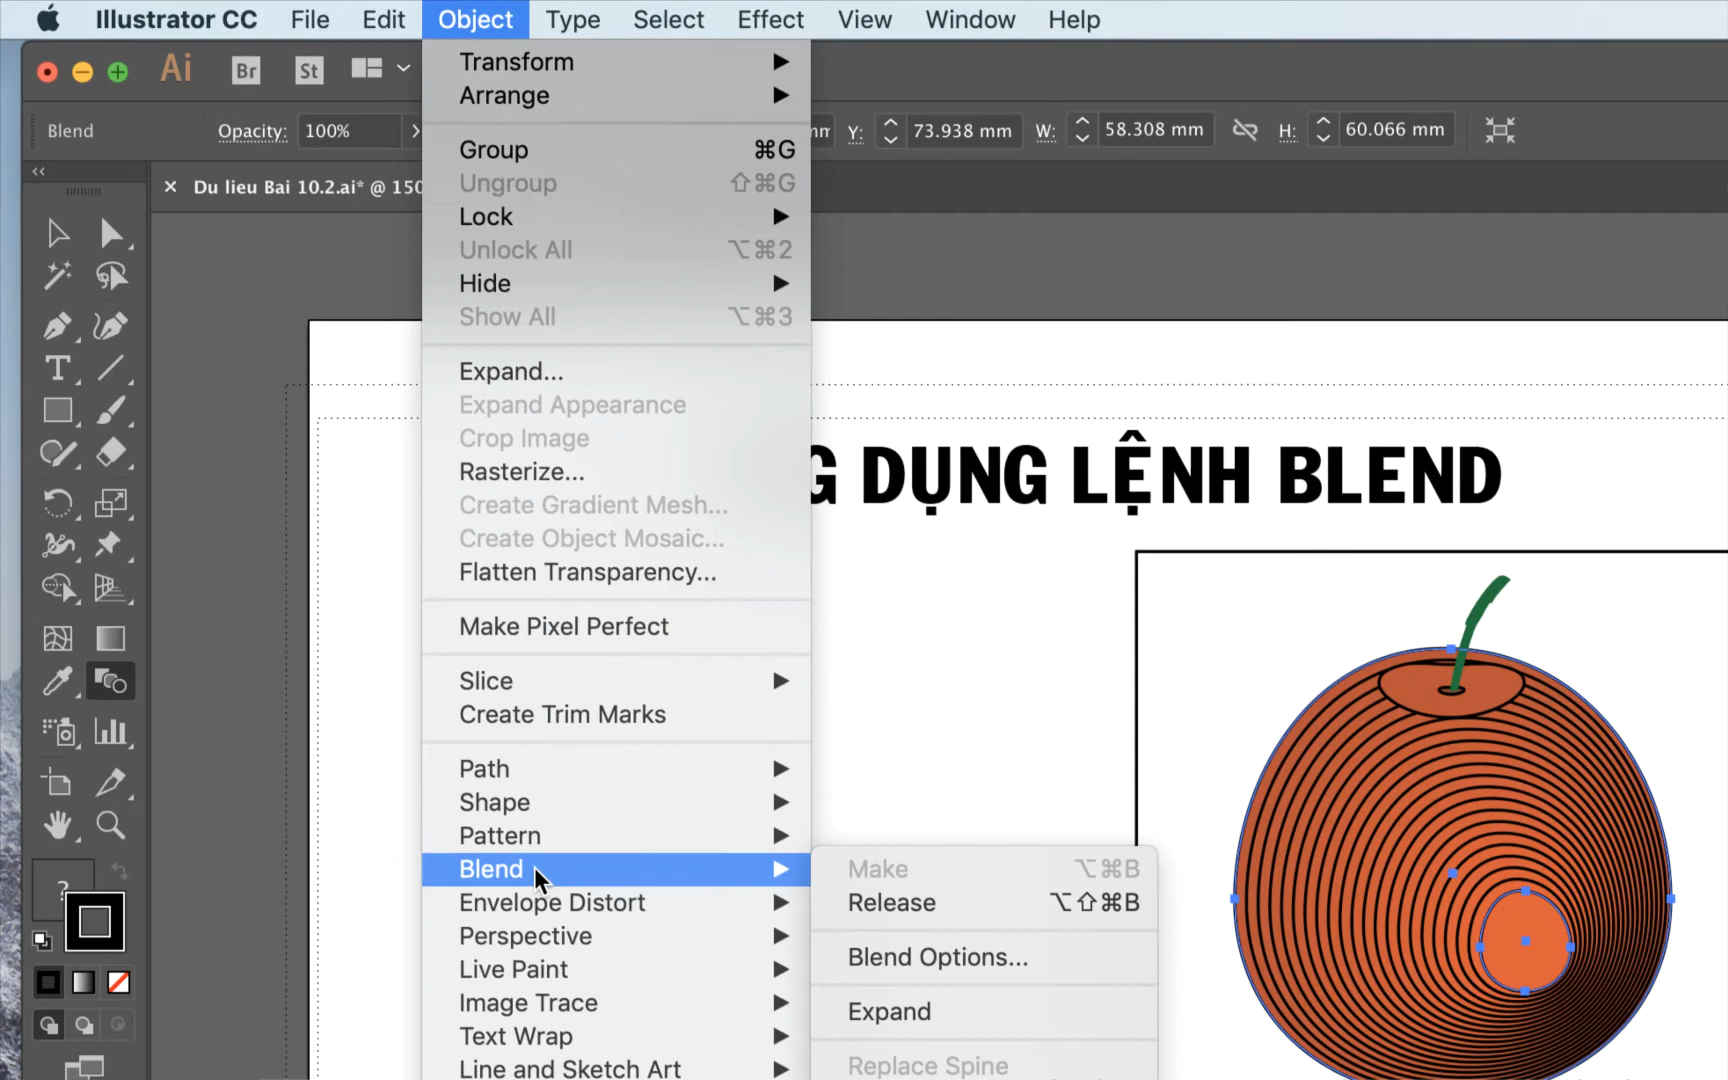 Illustrator CC File Edit Object Type Select Effect View Window Help
Ai Br St
Blend Opacity: 100% Y: 73.938 mm W: 58.308 mm H: 60.066 mm
Du lieu Bai 10.2.ai* @ 150
Transform
Arrange
Group ⌘G
Ungroup ⇧⌘G
Lock
Unlock All ⌥⌘2
Hide
Show All ⌥⌘3
Expand...
Expand Appearance
Crop Image
Rasterize...
Create Gradient Mesh...
Create Object Mosaic...
Flatten Transparency...
Make Pixel Perfect
Slice
Create Trim Marks
Path
Shape
Pattern
Blend
Envelope Distort
Perspective
Live Paint
Image Trace
Text Wrap
Line and Sketch Art
Make ⌥⌘B
Release ⌥⇧⌘B
Blend Options...
Expand
Replace Spine
G DỤNG LỆNH BLEND
T
?